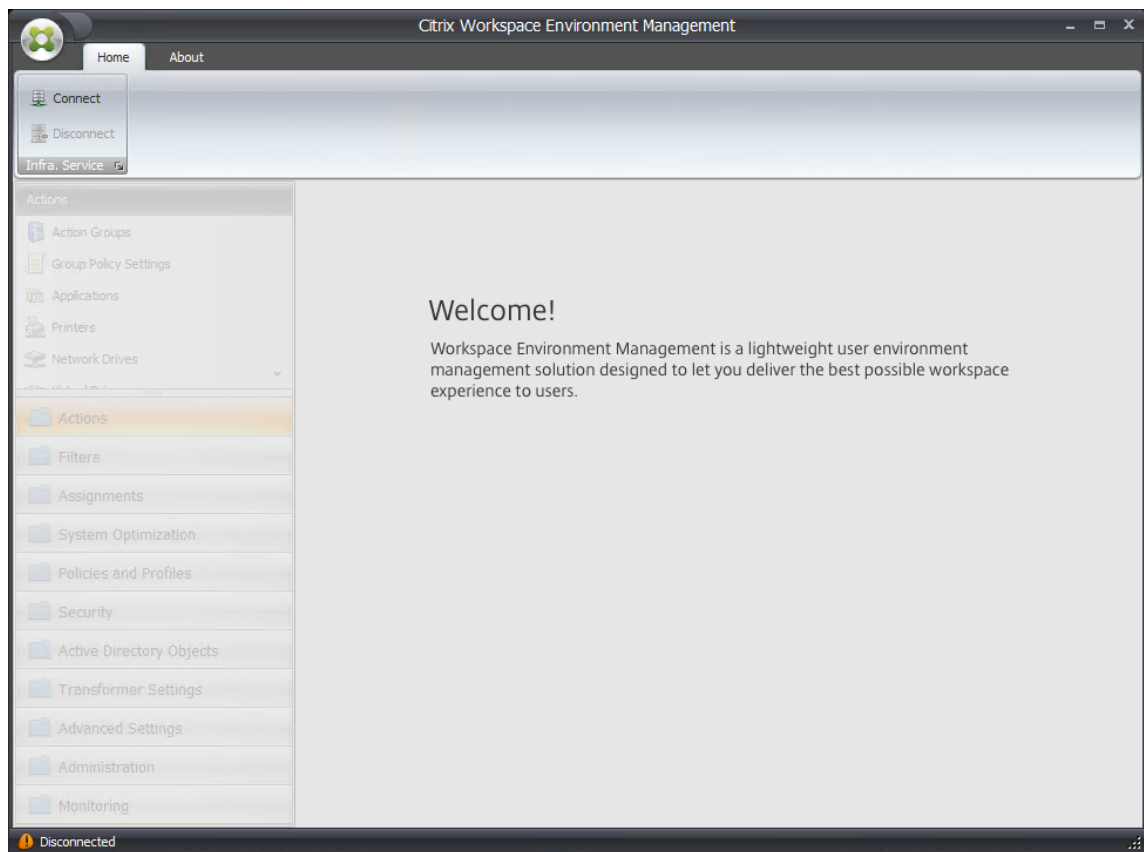 Citrix Workspace Environment Management
Home
About
Connect
Disconnect
Infra. Service
Actions
Action Groups
Group Policy Settings
Applications
Printers
Network Drives
Welcome!
Workspace Environment Management is a lightweight user environment
management solution designed to let you deliver the best possible workspace
experience to users.
Actions
Filters
Assignments
System Optimization
Policies and Profiles
Security
Active Directory Objects
Transformer Settings
Advanced Settings
Administration
Monitoring
Disconnected